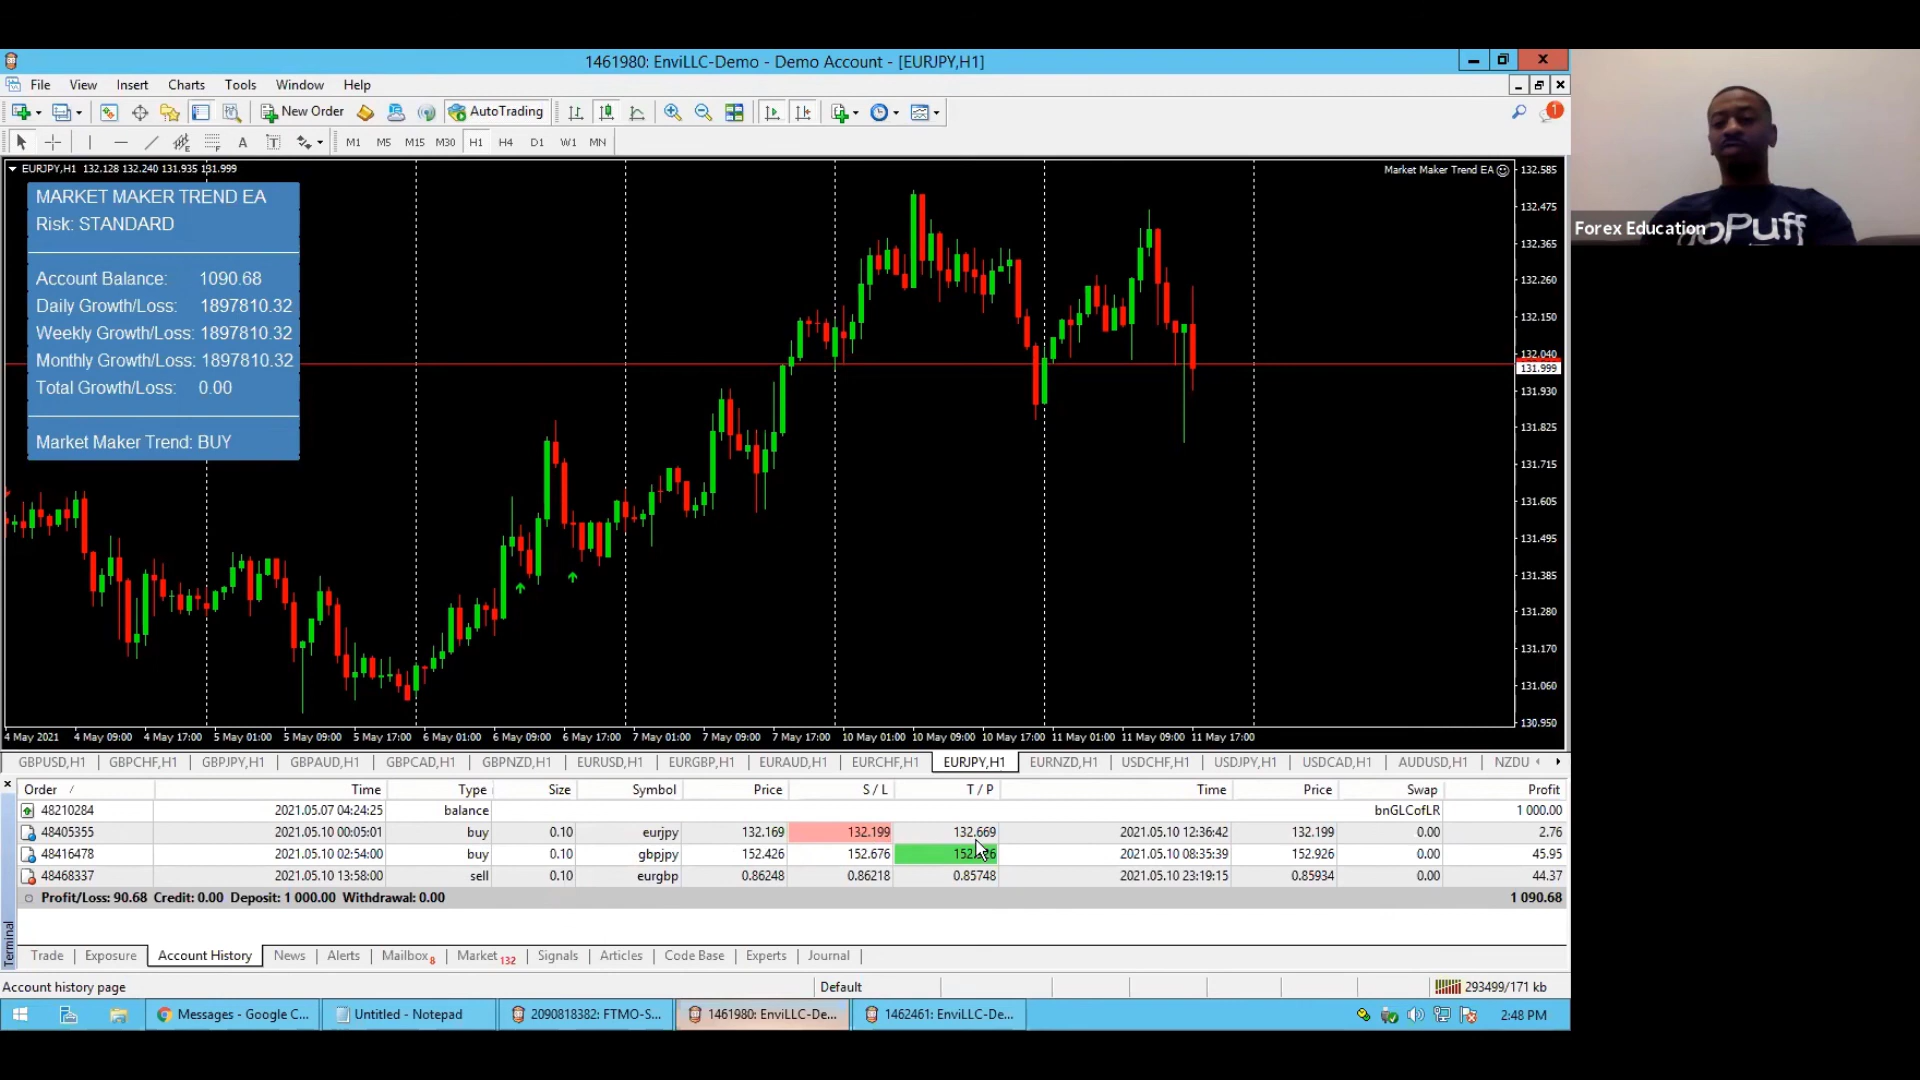 1461980: EnviLLC-Demo - Demo Account - [EURJPY,H1]
File View Insert Charts Tools Window Help
New Order AutoTrading 1
A T M1 M5 M15 M30 H1 H4 D1 W1 MN
EURJPY,H1 132.128 132.240 131.935 131.999
Market Maker Trend EA
MARKET MAKER TREND EA
Risk: STANDARD
Account Balance: 1090.68
Daily Growth/Loss: 1897810.32
Weekly Growth/Loss: 1897810.32
Monthly Growth/Loss: 1897810.32
Total Growth/Loss: 0.00
Market Maker Trend: BUY
132.585
132.475
132.365
132.260
132.150
132.040
131.999
131.930
131.825
131.715
131.605
131.495
131.385
131.280
131.170
131.060
130.950
4 May 2021 4 May 09:00 4 May 17:00 5 May 01:00 5 May 09:00 5 May 17:00 6 May 01:00 6 May 09:00 6 May 17:00 7 May 01:00 7 May 09:00 7 May 17:00 10 May 01:00 10 May 09:00 10 May 17:00 11 May 01:00 11 May 09:00 11 May 17:00
GBPUSD,H1 GBPCHF,H1 GBPJPY,H1 GBPAUD,H1 GBPCAD,H1 GBPNZD,H1 EURUSD,H1 EURGBP,H1 EURAUD,H1 EURCHF,H1 EURJPY,H1 EURNZD,H1 USDCHF,H1 USDJPY,H1 USDCAD,H1 AUDUSD,H1 NZDU
Order / Time Type Size Symbol Price S / L T / P Time Price Swap Profit
48210284 2021.05.07 04:24:25 balance bnGLCofLR 1 000.00
48405355 2021.05.10 00:05:01 buy 0.10 eurjpy 132.169 132.199 132.669 2021.05.10 12:36:42 132.199 0.00 2.76
48416478 2021.05.10 02:54:00 buy 0.10 gbpjpy 152.426 152.676 2021.05.10 08:35:39 152.926 0.00 45.95
48468337 2021.05.10 13:58:00 sell 0.10 eurgbp 0.86248 0.86218 0.85748 2021.05.10 23:19:15 0.85934 0.00 44.37
Profit/Loss: 90.68 Credit: 0.00 Deposit: 1 000.00 Withdrawal: 0.00 1 090.68
Terminal
Trade Exposure Account History News Alerts Mailbox 8 Market 132 Signals Articles Code Base Experts Journal
Account history page Default 293499/171 kb
Messages - Google C... Untitled - Notepad 2090818382: FTMO-S... 1461980: EnviLLC-De... 1462461: EnviLLC-De... 2:48 PM
Forex Education
oPuff